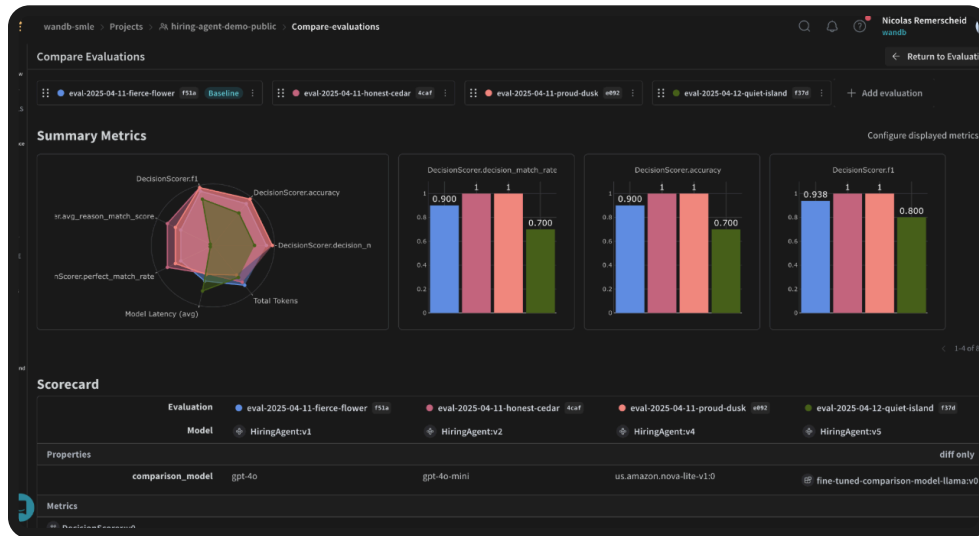 wandb-smle > Projects > hiring-agent-demo-public > Compare-evaluations
Nicolas Remerscheid
wandb
Compare Evaluations
← Return to Evaluati
eval-2025-04-11-fierce-flower f51a Baseline
eval-2025-04-11-honest-cedar 4caf
eval-2025-04-11-proud-dusk e092
eval-2025-04-12-quiet-island f37d
+ Add evaluation
Summary Metrics
Configure displayed metrics
DecisionScorer.f1
DecisionScorer.accuracy
er.avg_reason_match_score
DecisionScorer.decision_n
nScorer.perfect_match_rate
Total Tokens
Model Latency (avg)
DecisionScorer.decision_match_rate
1
0.8
0.6
0.4
0.2
0
0.900
1
1
0.700
DecisionScorer.accuracy
1
0.8
0.6
0.4
0.2
0
0.900
1
1
0.700
DecisionScorer.f1
1
0.8
0.6
0.4
0.2
0
0.938
1
1
0.800
1-4 of 8
Scorecard
Evaluation eval-2025-04-11-fierce-flower f51a eval-2025-04-11-honest-cedar 4caf eval-2025-04-11-proud-dusk e092 eval-2025-04-12-quiet-island f37d
Model HiringAgent:v1 HiringAgent:v2 HiringAgent:v4 HiringAgent:v5
Properties diff only
comparison_model gpt-4o gpt-4o-mini us.amazon.nova-lite-v1:0 fine-tuned-comparison-model-llama:v0
Metrics